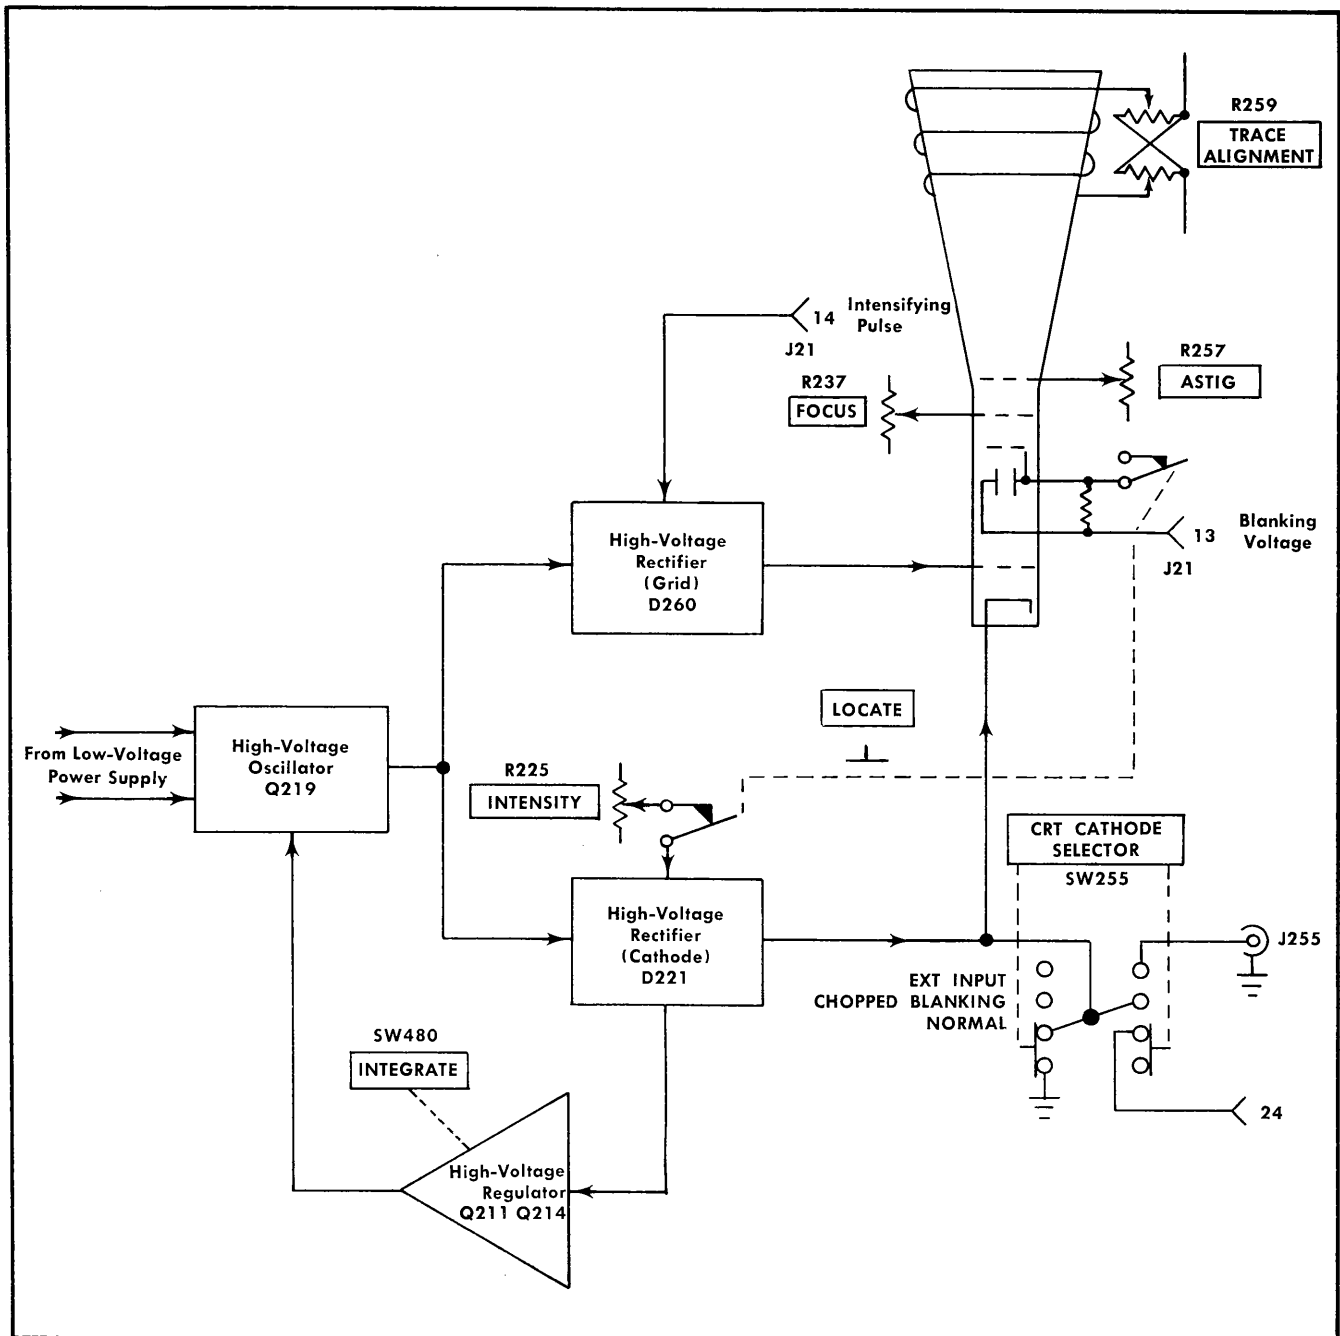 R259
TRACE
ALIGNMENT
14
Intensifying
Pulse
J21
R237
FOCUS
R257
ASTIG
High-Voltage
Rectifier
(Grid)
D260
13
Blanking
Voltage
J21
LOCATE
From Low-Voltage
Power Supply
High-Voltage
Oscillator
Q219
R225
INTENSITY
CRT CATHODE
SELECTOR
SW255
High-Voltage
Rectifier
(Cathode)
D221
J255
EXT INPUT
CHOPPED BLANKING
NORMAL
SW480
INTEGRATE
24
High-Voltage
Regulator
Q211 Q214